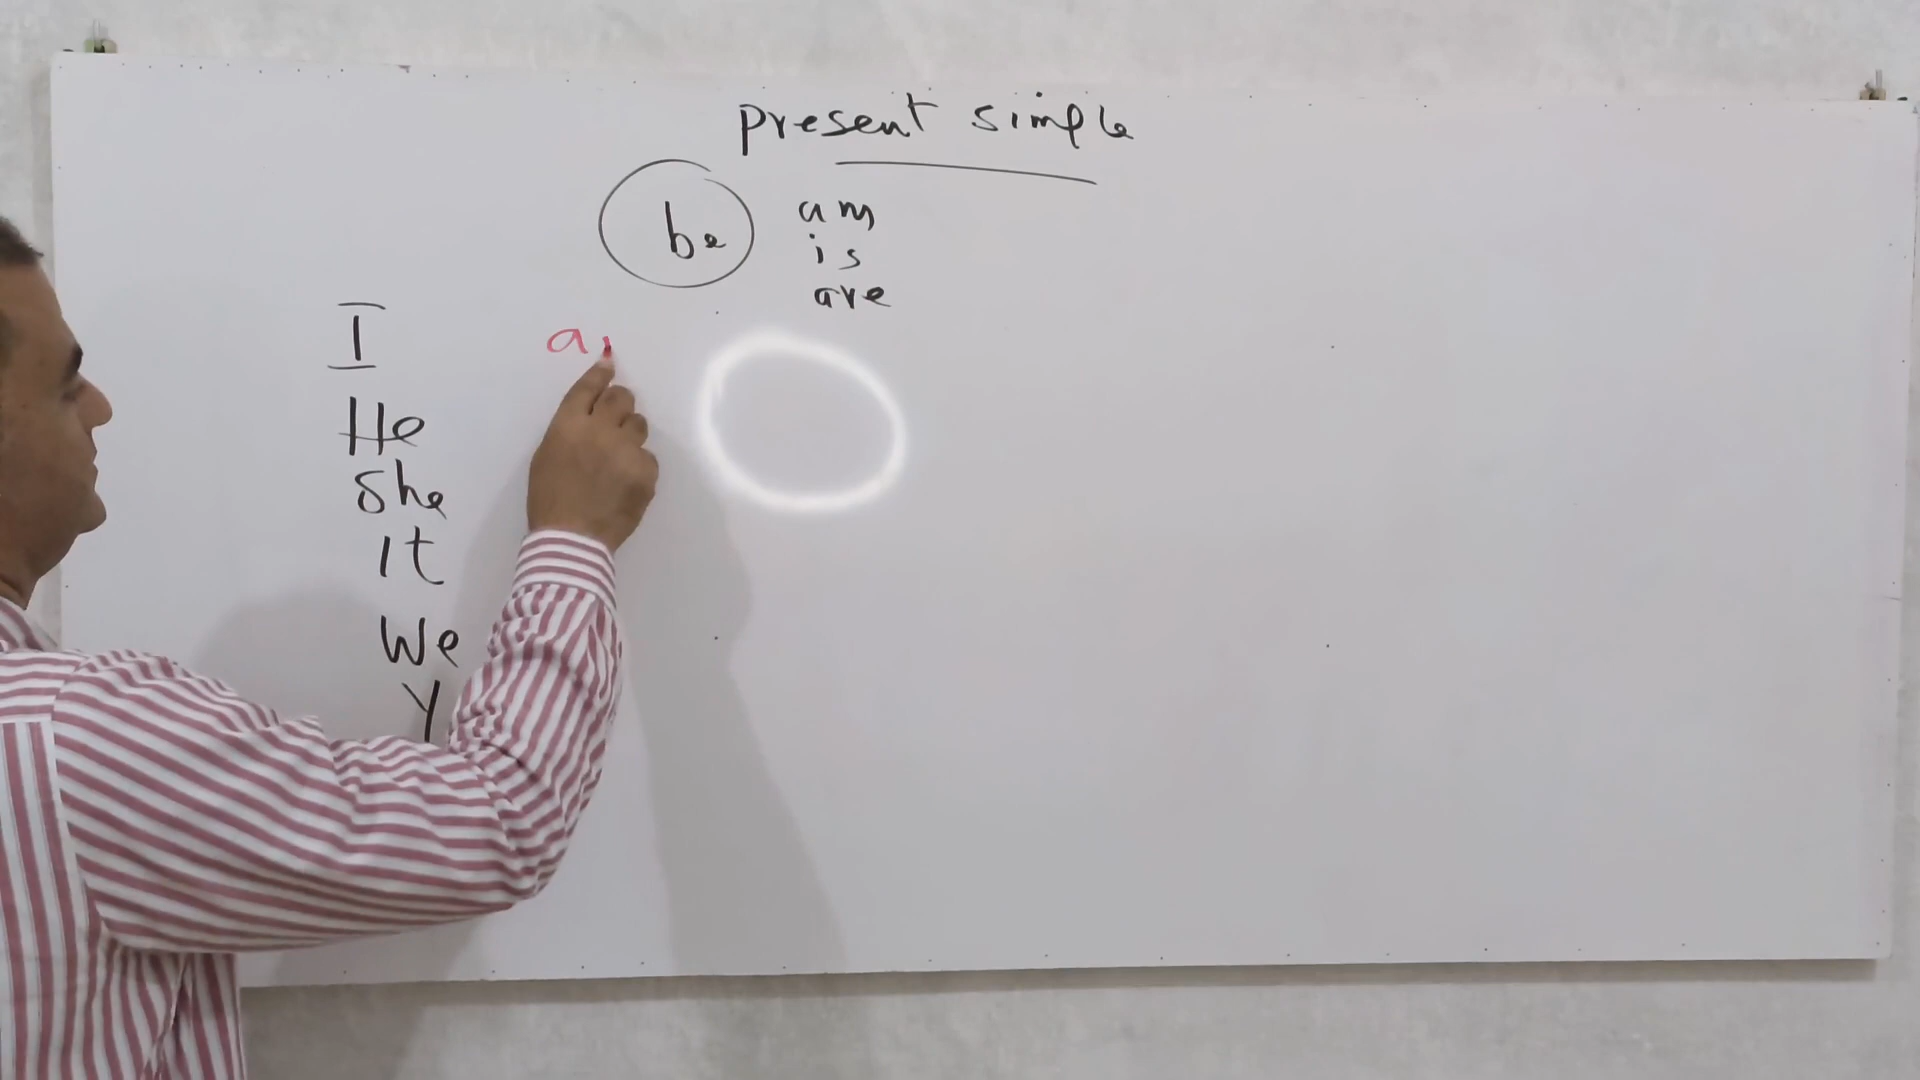 present simple
be am
is
are
I a
He
She
It
We
Y